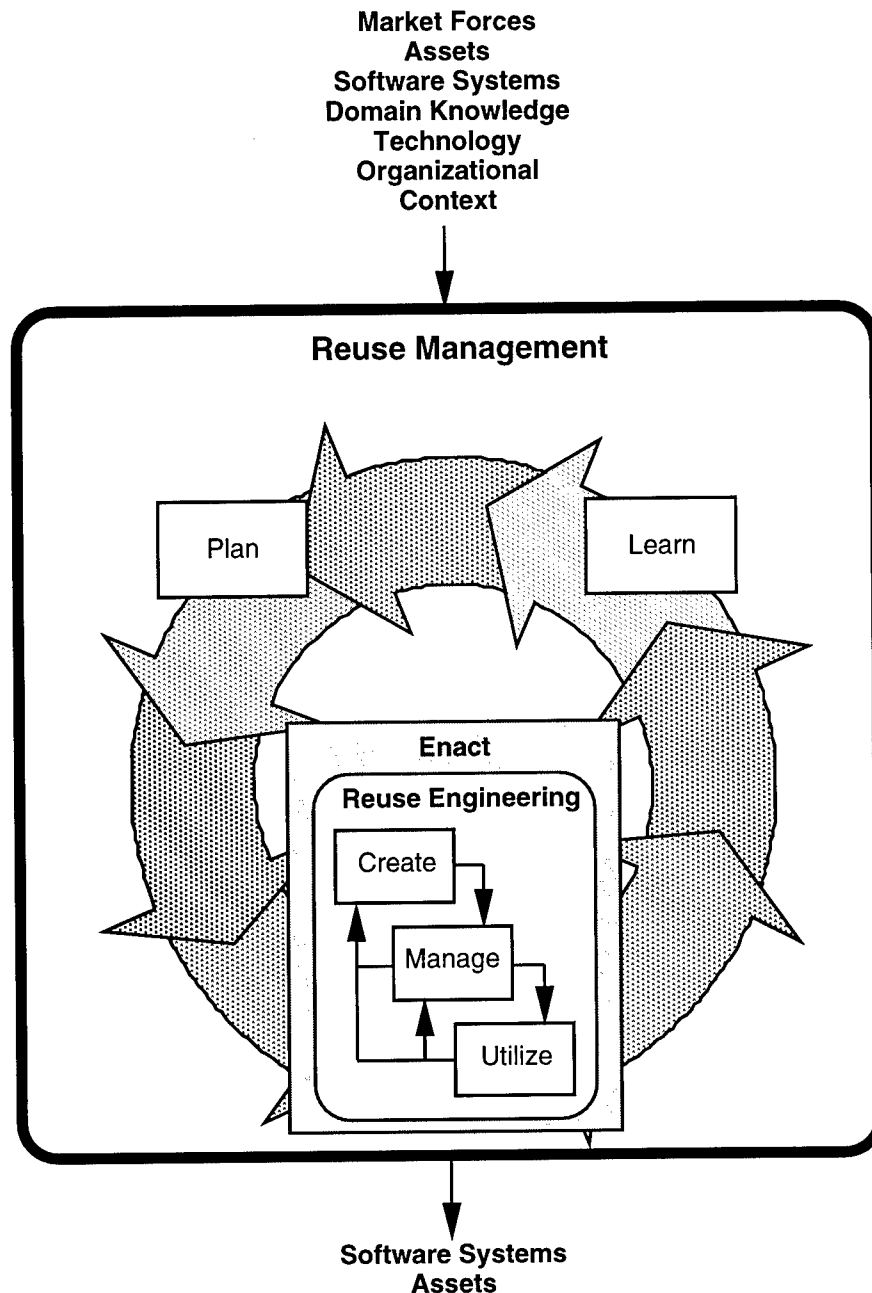 Market Forces
Assets
Software Systems
Domain Knowledge
Technology
Organizational
Context
Reuse Management
Plan
Learn
Enact
Reuse Engineering
Create
Manage
Utilize
Software Systems
Assets